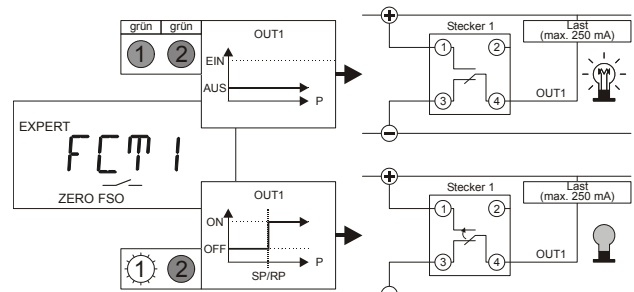 grün grün
1 2
OUT1
EIN
AUS
P
Stecker 1
1 2
3 4
Last
(max. 250 mA)
OUT1
EXPERT
FCT1
ZERO FSO
OUT1
ON
OFF
P
SP/RP
1 2
Stecker 1
1 2
3 4
Last
(max. 250 mA)
OUT1